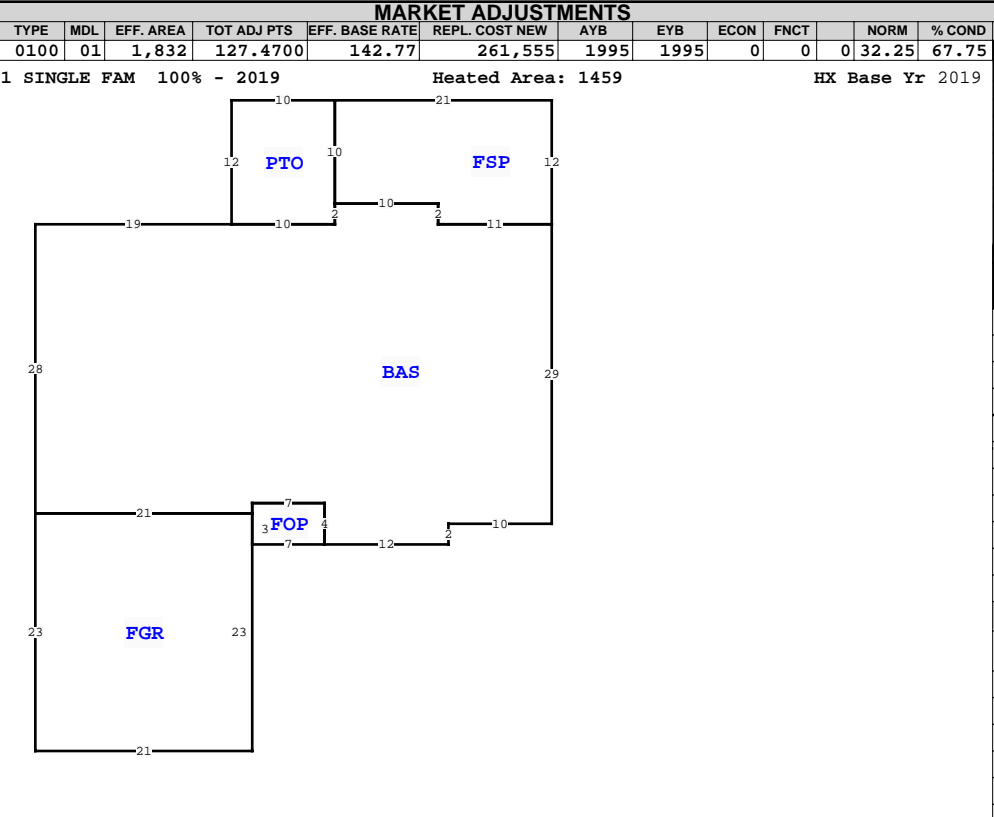 MARKET ADJUSTMENTS
TYPE MDL EFF. AREA TOT ADJ PTS EFF. BASE RATE REPL. COST NEW AYB EYB ECON FNCT NORM % COND
0100 01 1,832 127.4700 142.77 261,555 1995 1995 0 0 0 32.25 67.75
1 SINGLE FAM 100% - 2019 Heated Area: 1459 HX Base Yr 2019
10 21
12 PTO 10 FSP 12
10
2 2
19 10 11
28 BAS 29
7
21
3 FOP 4 10
2
7 12
23 FGR 23
21